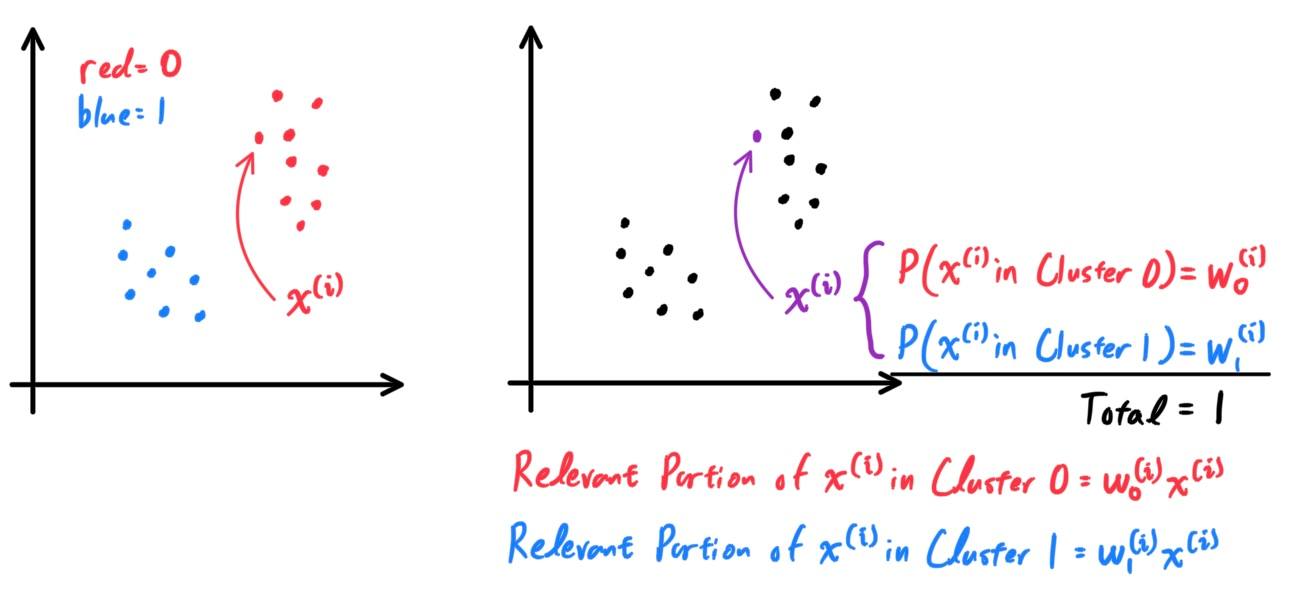 red = 0
blue = 1
x^(i)
x^(i)
P(x^(i) in Cluster 0) = w_0^(i)
P(x^(i) in Cluster 1) = w_1^(i)
Total = 1
Relevant Portion of x^(i) in Cluster 0 = w_0^(i) x^(i)
Relevant Portion of x^(i) in Cluster 1 = w_1^(i) x^(i)